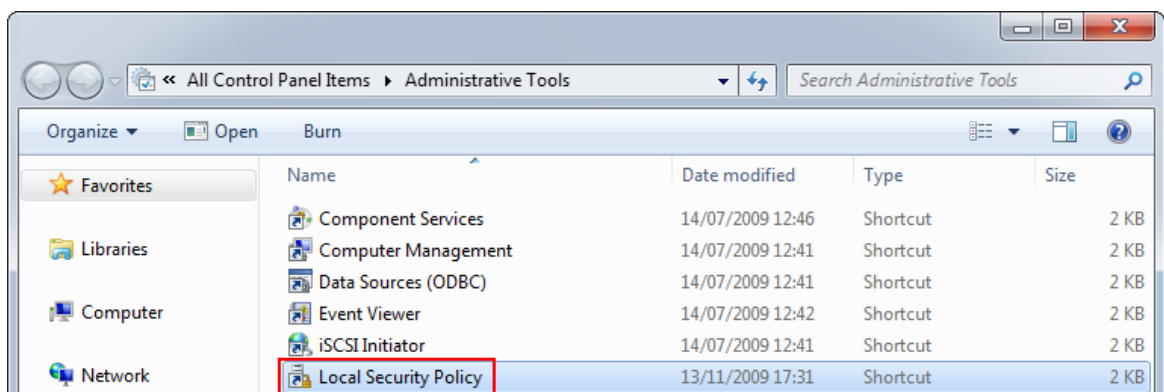 « All Control Panel Items ▸ Administrative Tools Search Administrative Tools
Organize Open Burn
Name Date modified Type Size
Favorites
Component Services 14/07/2009 12:46 Shortcut 2 KB
Libraries Computer Management 14/07/2009 12:41 Shortcut 2 KB
Data Sources (ODBC) 14/07/2009 12:41 Shortcut 2 KB
Computer Event Viewer 14/07/2009 12:42 Shortcut 2 KB
iSCSI Initiator 14/07/2009 12:41 Shortcut 2 KB
Network Local Security Policy 13/11/2009 17:31 Shortcut 2 KB